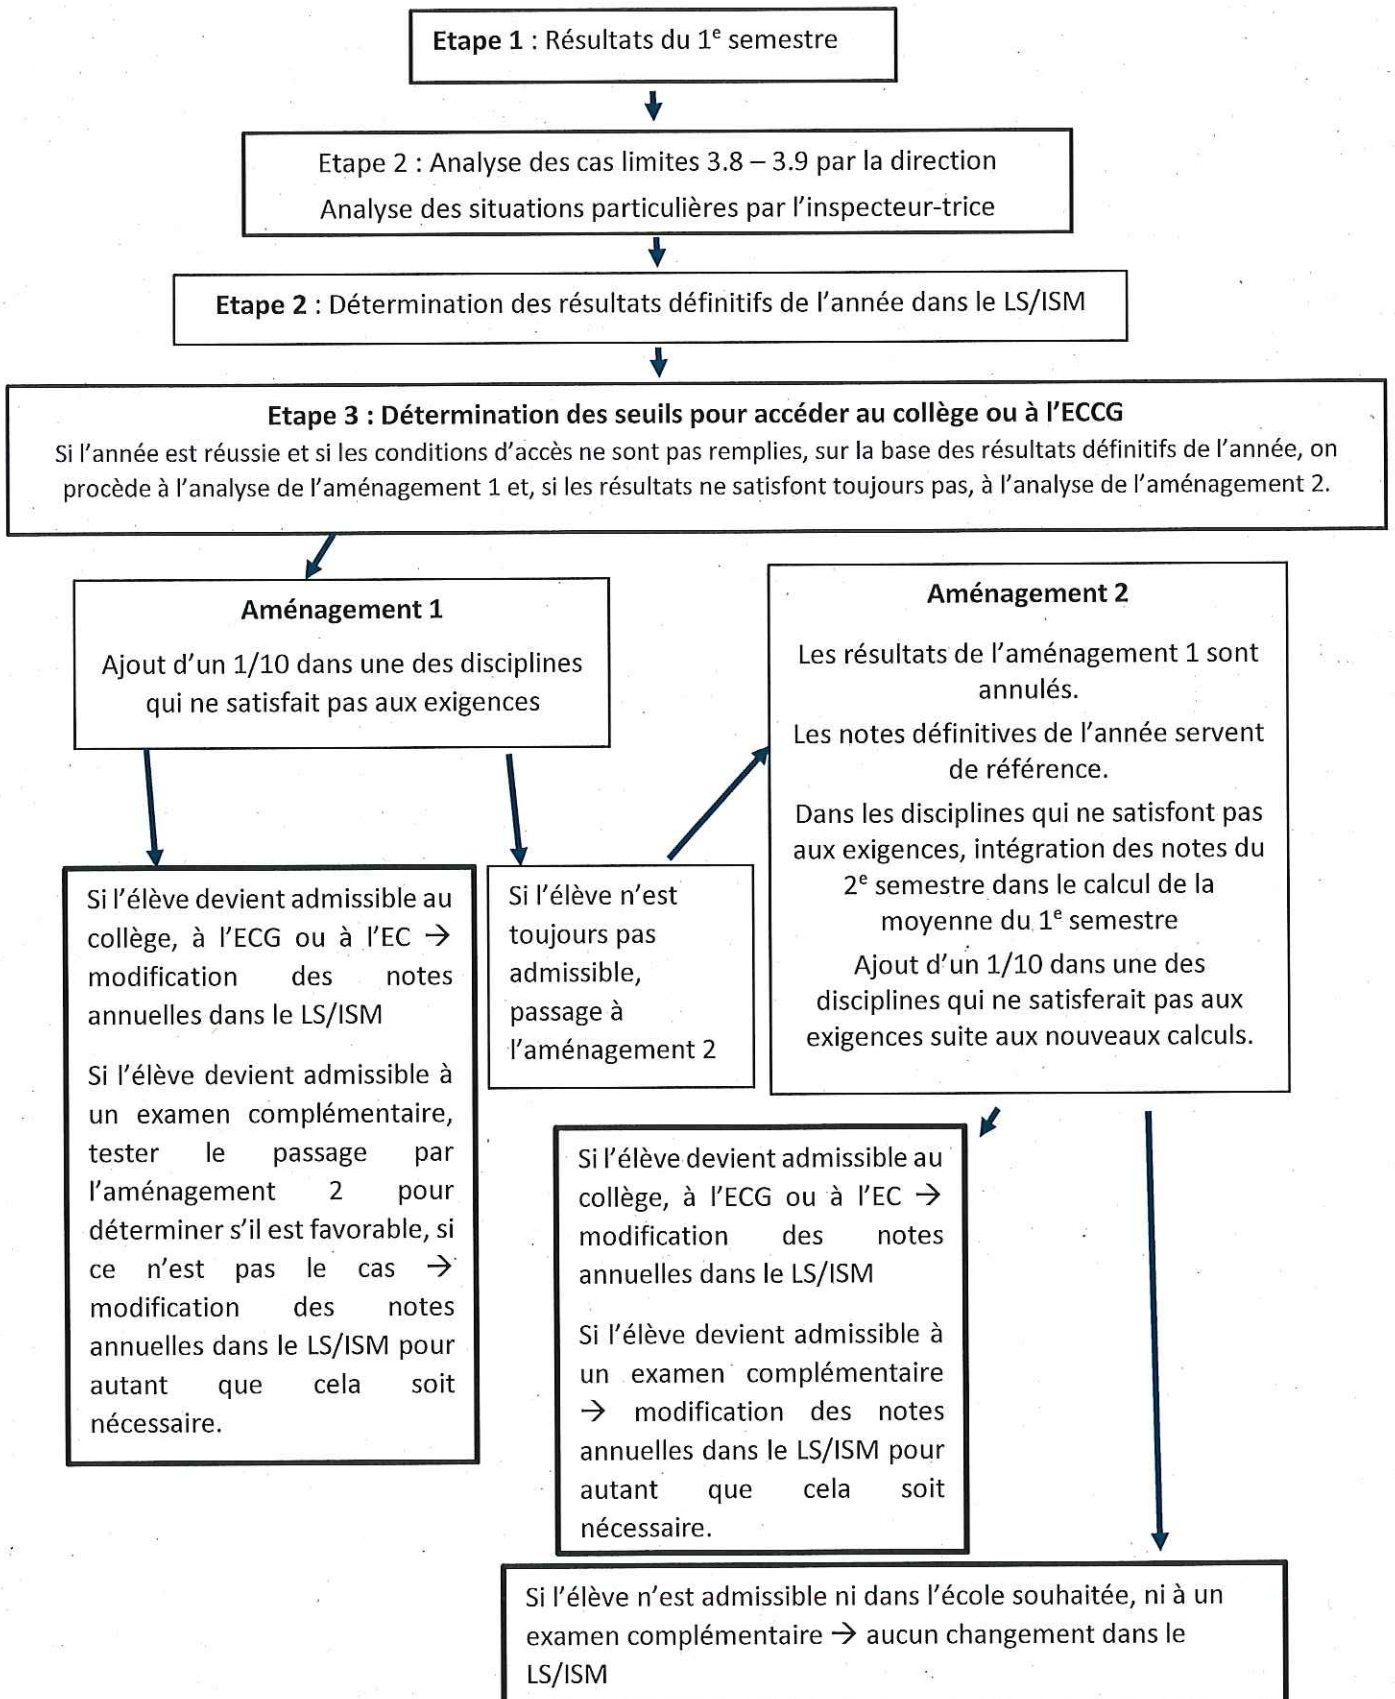 Etape 1 : Résultats du 1e semestre
Etape 2 : Analyse des cas limites 3.8 – 3.9 par la direction
Analyse des situations particulières par l'inspecteur-trice
Etape 2 : Détermination des résultats définitifs de l'année dans le LS/ISM
Etape 3 : Détermination des seuils pour accéder au collège ou à l'ECCG
Si l'année est réussie et si les conditions d'accès ne sont pas remplies, sur la base des résultats définitifs de l'année, on
procède à l'analyse de l'aménagement 1 et, si les résultats ne satisfont toujours pas, à l'analyse de l'aménagement 2.
Aménagement 1
Ajout d'un 1/10 dans une des disciplines
qui ne satisfait pas aux exigences
Si l'élève devient admissible au
collège, à l'ECG ou à l'EC →
modification des notes
annuelles dans le LS/ISM
Si l'élève devient admissible à
un examen complémentaire,
tester le passage par
l'aménagement 2 pour
déterminer s'il est favorable, si
ce n'est pas le cas →
modification des notes
annuelles dans le LS/ISM pour
autant que cela soit
nécessaire.
Si l'élève n'est
toujours pas
admissible,
passage à
l'aménagement 2
Aménagement 2
Les résultats de l'aménagement 1 sont
annulés.
Les notes définitives de l'année servent
de référence.
Dans les disciplines qui ne satisfont pas
aux exigences, intégration des notes du
2e semestre dans le calcul de la
moyenne du 1e semestre
Ajout d'un 1/10 dans une des
disciplines qui ne satisferait pas aux
exigences suite aux nouveaux calculs.
Si l'élève devient admissible au
collège, à l'ECG ou à l'EC →
modification des notes
annuelles dans le LS/ISM
Si l'élève devient admissible à
un examen complémentaire
→ modification des notes
annuelles dans le LS/ISM pour
autant que cela soit
nécessaire.
Si l'élève n'est admissible ni dans l'école souhaitée, ni à un
examen complémentaire → aucun changement dans le
LS/ISM